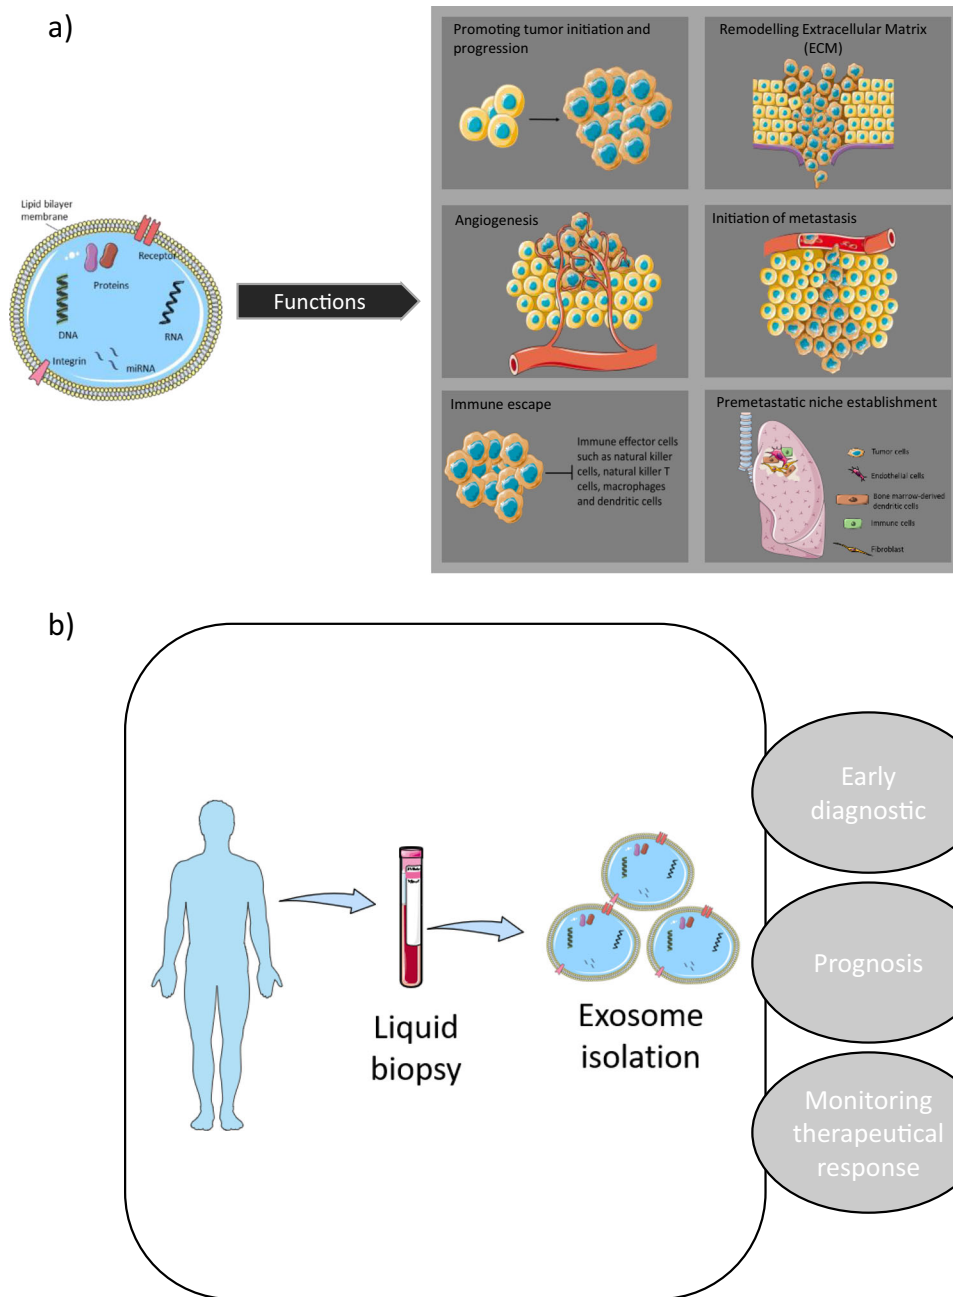 a)
Lipid bilayer
membrane
Receptor
Proteins
DNA
RNA
Integrin
miRNA
Functions
Promoting tumor initiation and
progression
Remodelling Extracellular Matrix
(ECM)
Angiogenesis
Initiation of metastasis
Immune escape
Immune effector cells
such as natural killer
cells, natural killer T
cells, macrophages
and dendritic cells
Premetastatic niche establishment
Tumor cells
Endothelial cells
Bone marrow-derived
dendritic cells
Immune cells
Fibroblast
b)
Liquid
biopsy
Exosome
isolation
Early
diagnostic
Prognosis
Monitoring
therapeutical
response